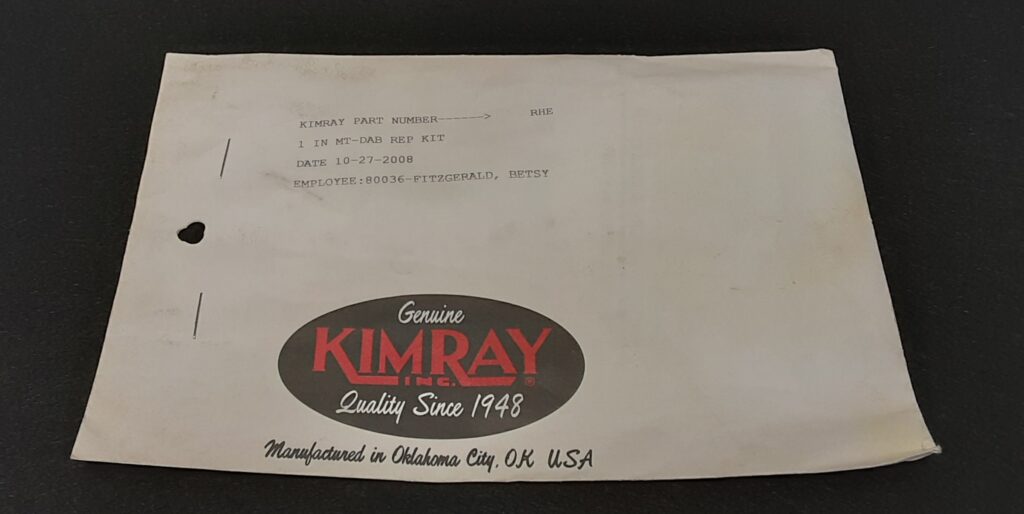 KIMRAY PART NUMBER------> RHE
1 IN MT-DAB REP KIT
DATE 10-27-2008
EMPLOYEE:80036-FITZGERALD, BETSY
Genuine
KIMRAY
INC. ®
Quality Since 1948
Manufactured in Oklahoma City, OK USA